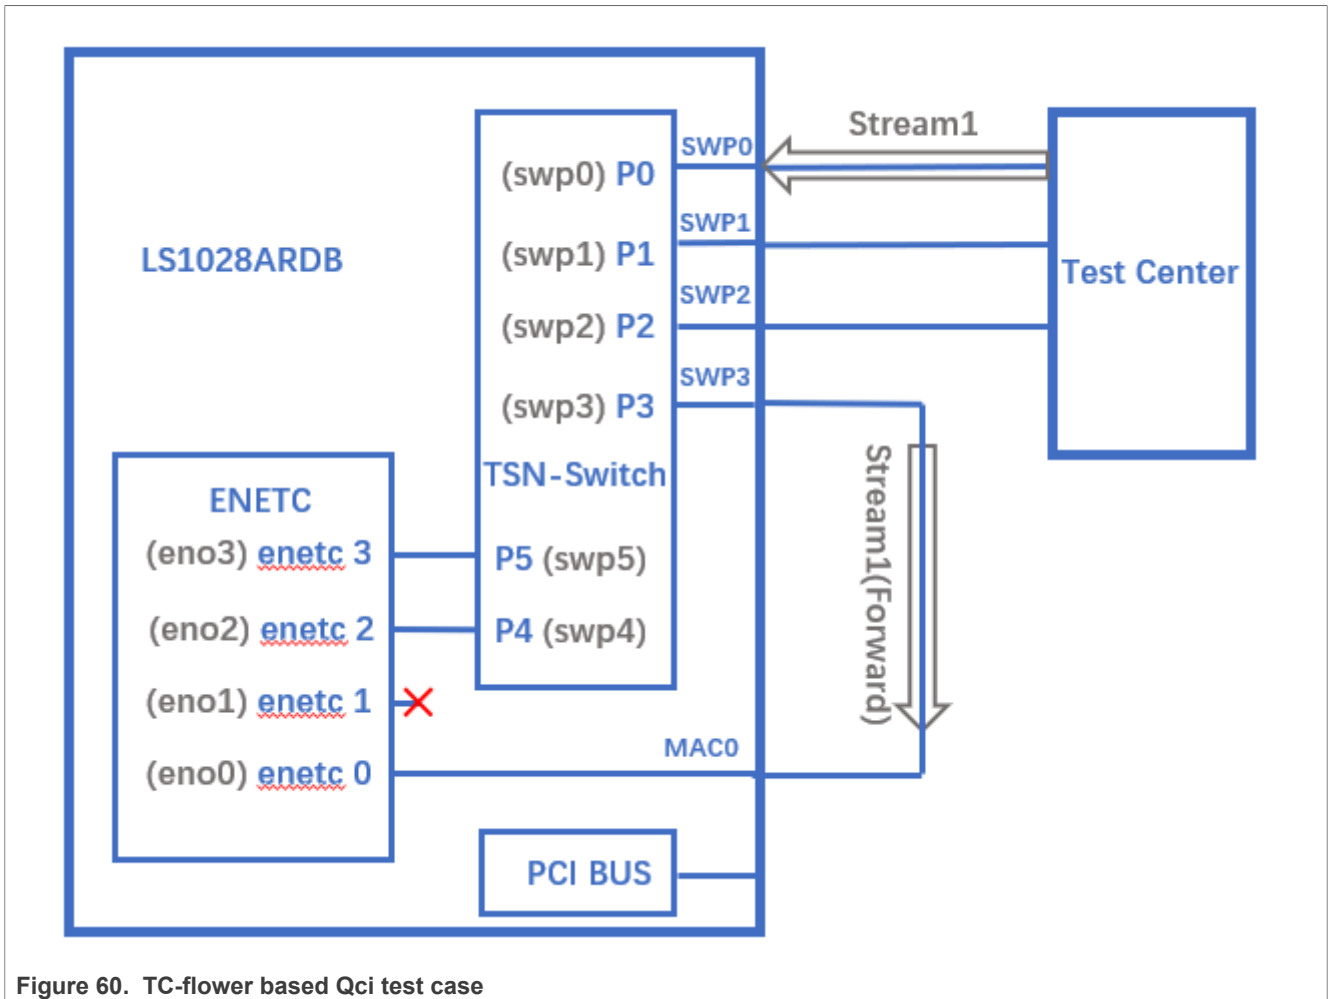 Stream1
SWP0
(swp0) P0
SWP1
(swp1) P1
LS1028ARDB
Test Center
SWP2
(swp2) P2
SWP3
(swp3) P3
TSN-Switch
Stream1(Forward)
ENETC
(eno3) enetc 3
P5 (swp5)
(eno2) enetc 2
P4 (swp4)
(eno1) enetc 1
MAC0
(eno0) enetc 0
PCI BUS
Figure 60. TC-flower based Qci test case